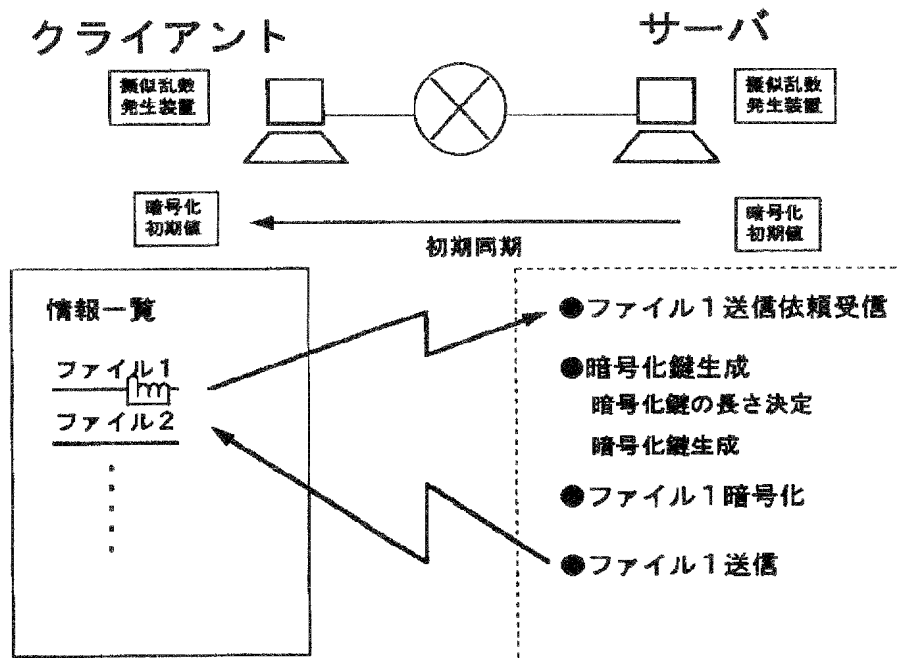 クライアント
サーバ
擬似乱数
発生装置
擬似乱数
発生装置
暗号化
初期値
初期同期
暗号化
初期値
情報一覧
ファイル1
ファイル2
●ファイル1送信依頼受信
●暗号化鍵生成
暗号化鍵の長さ決定
暗号化鍵生成
●ファイル1暗号化
●ファイル1送信